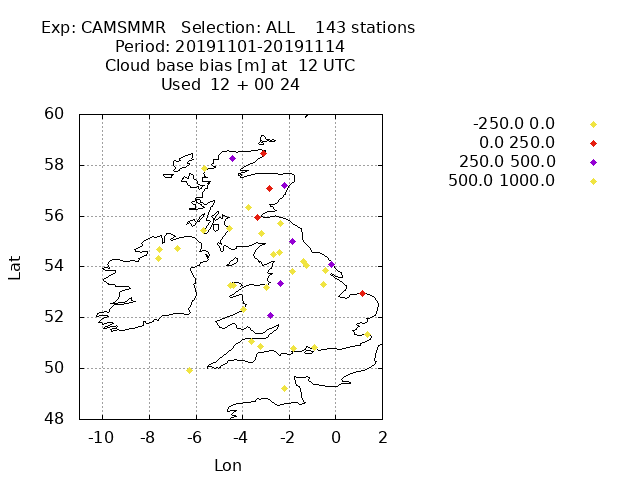 Exp: CAMSMMR   Selection: ALL    143 stations
Period: 20191101-20191114
Cloud base bias [m] at  12 UTC
Used  12 + 00 24
-250.0 0.0
0.0 250.0
250.0 500.0
500.0 1000.0
60
58
56
54
52
50
48
Lat
-10 -8 -6 -4 -2 0 2
Lon